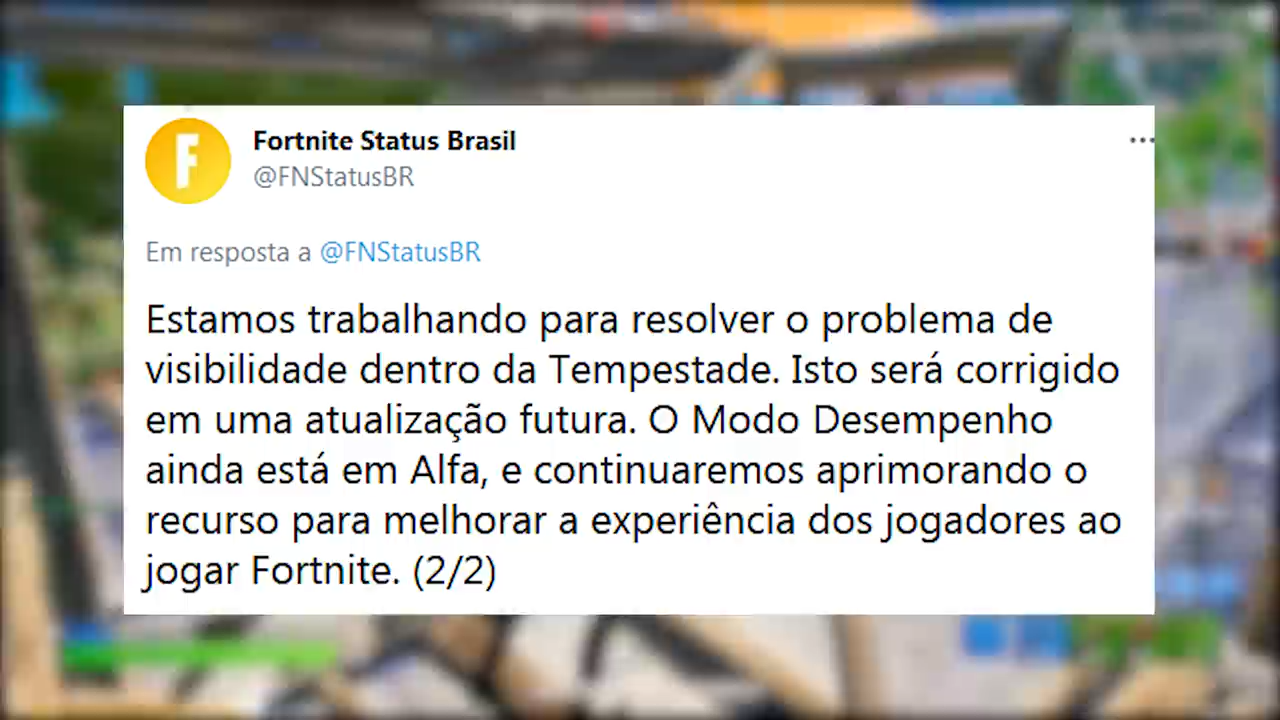 F
Fortnite Status Brasil
@FNStatusBR
...
Em resposta a @FNStatusBR
Estamos trabalhando para resolver o problema de
visibilidade dentro da Tempestade. Isto será corrigido
em uma atualização futura. O Modo Desempenho
ainda está em Alfa, e continuaremos aprimorando o
recurso para melhorar a experiência dos jogadores ao
jogar Fortnite. (2/2)